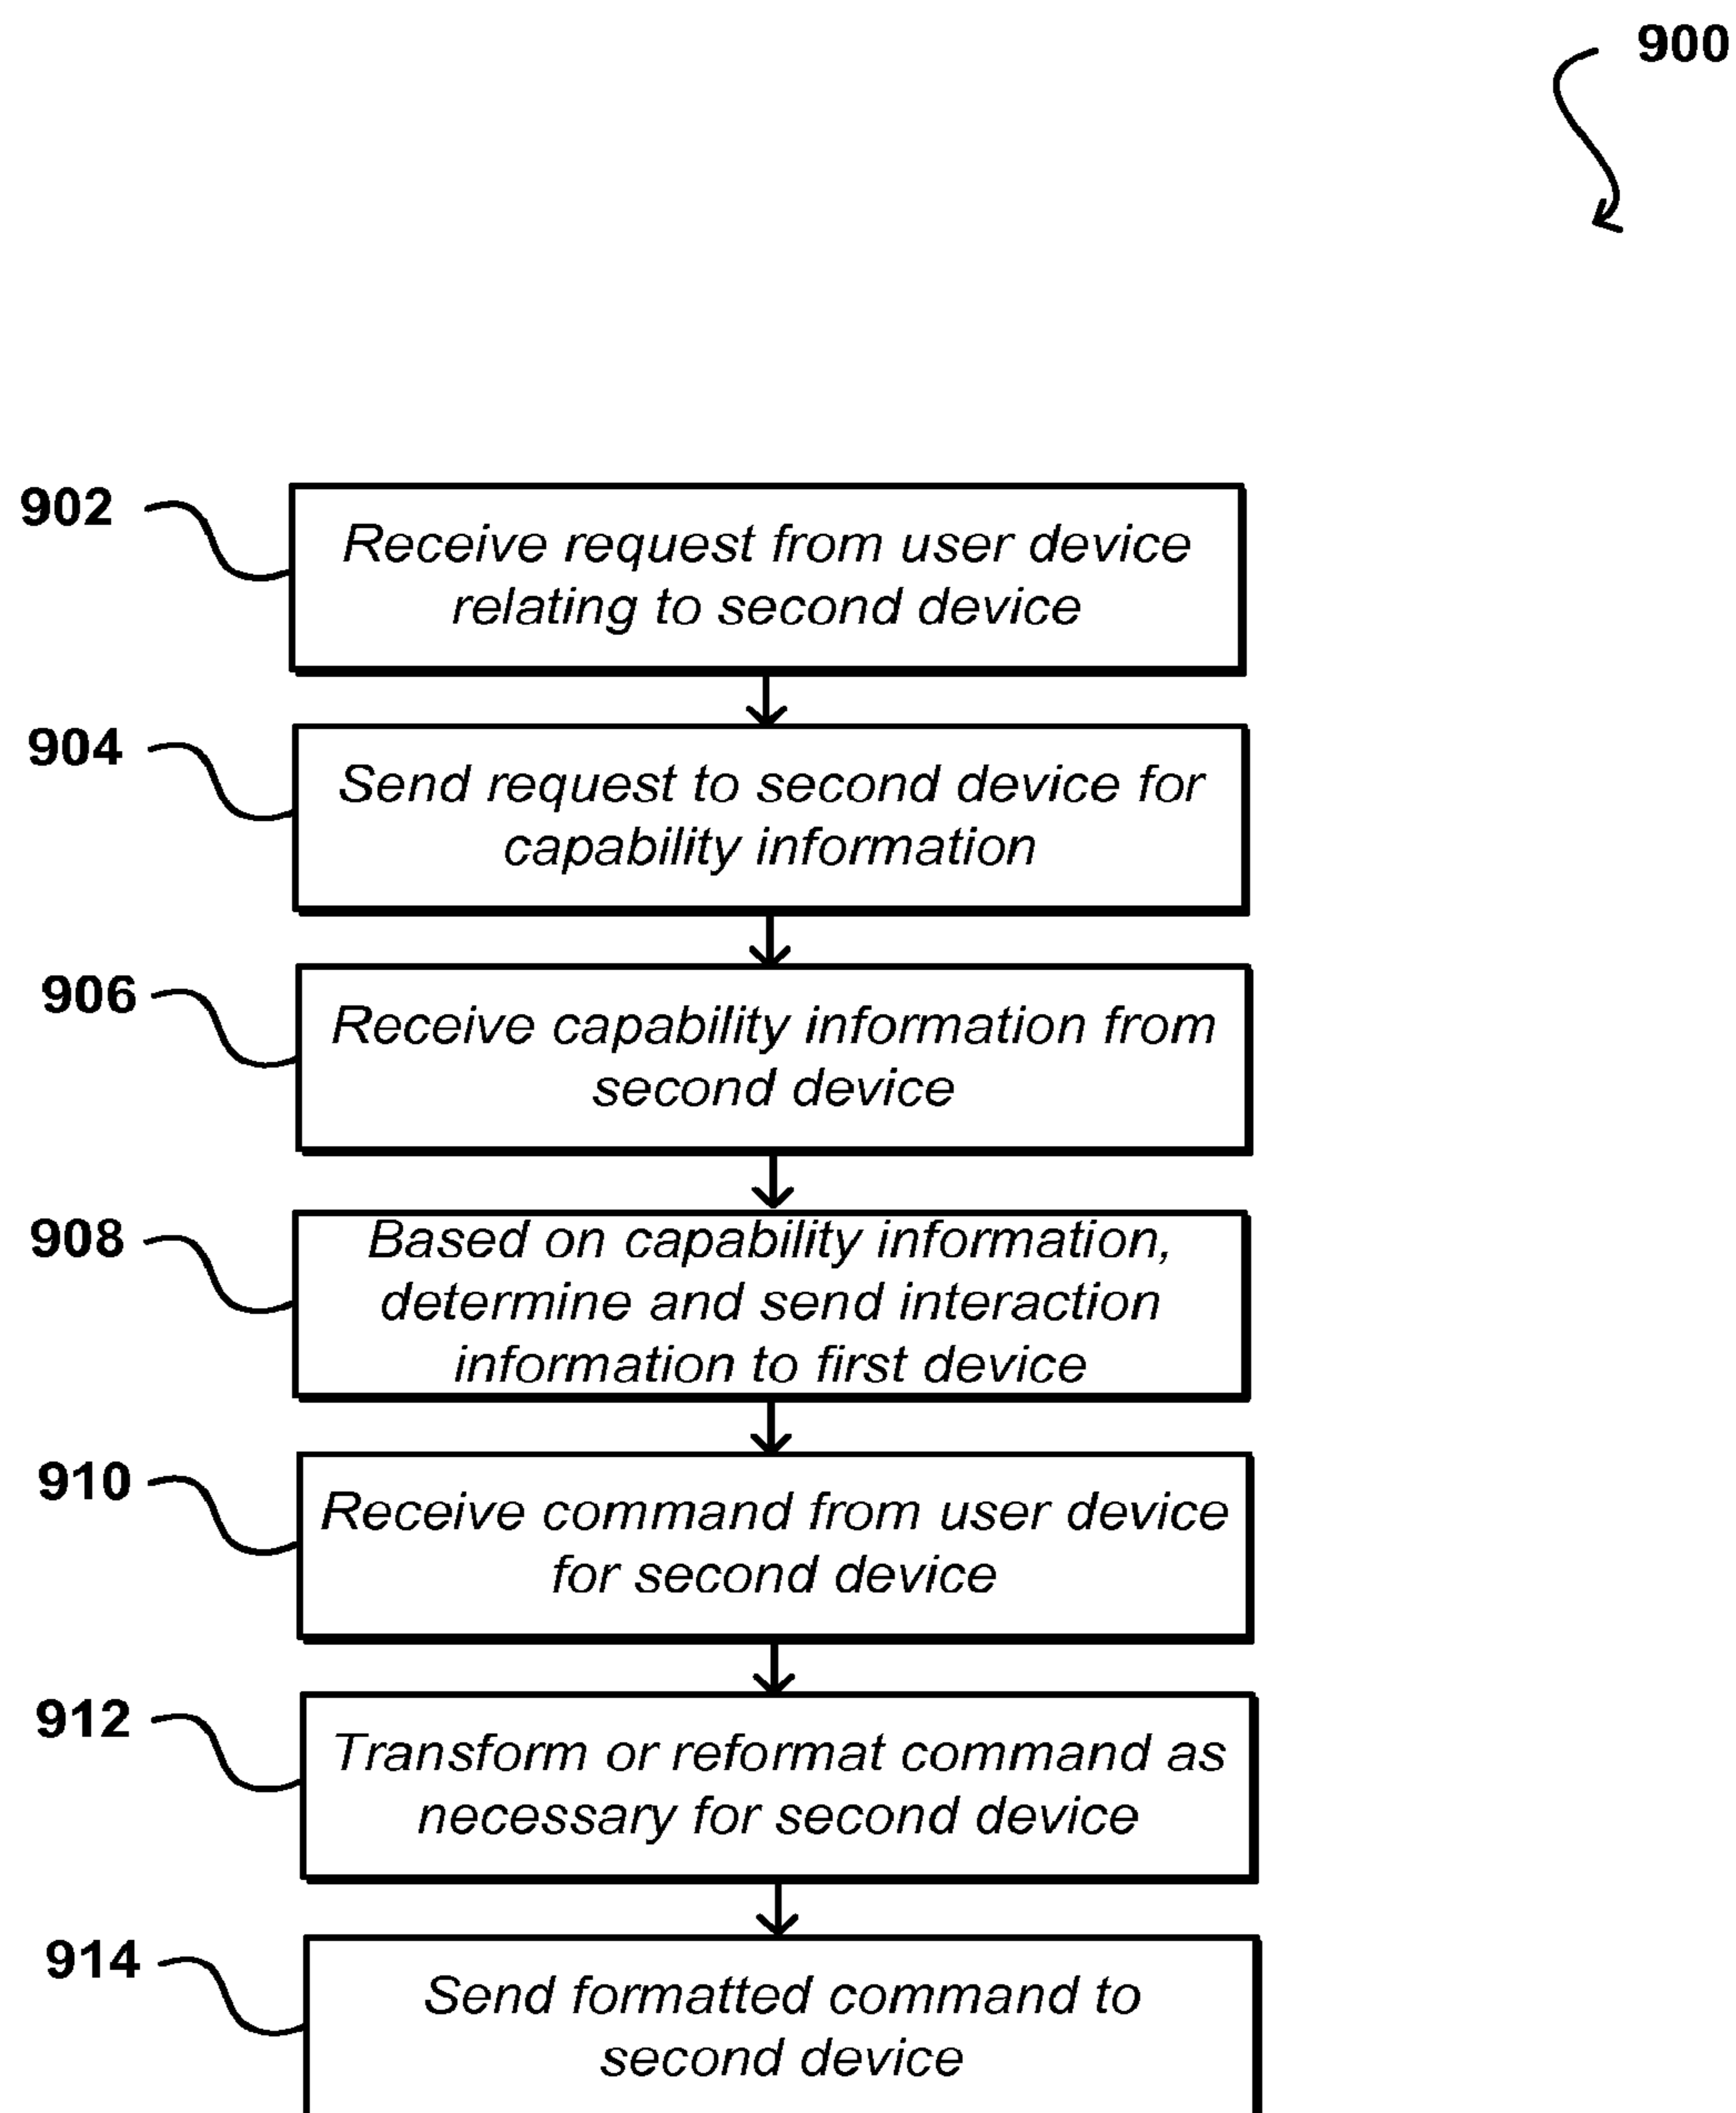 900
902
Receive request from user device
relating to second device
904
Send request to second device for
capability information
906
Receive capability information from
second device
908
Based on capability information,
determine and send interaction
information to first device
910
Receive command from user device
for second device
912
Transform or reformat command as
necessary for second device
914
Send formatted command to
second device